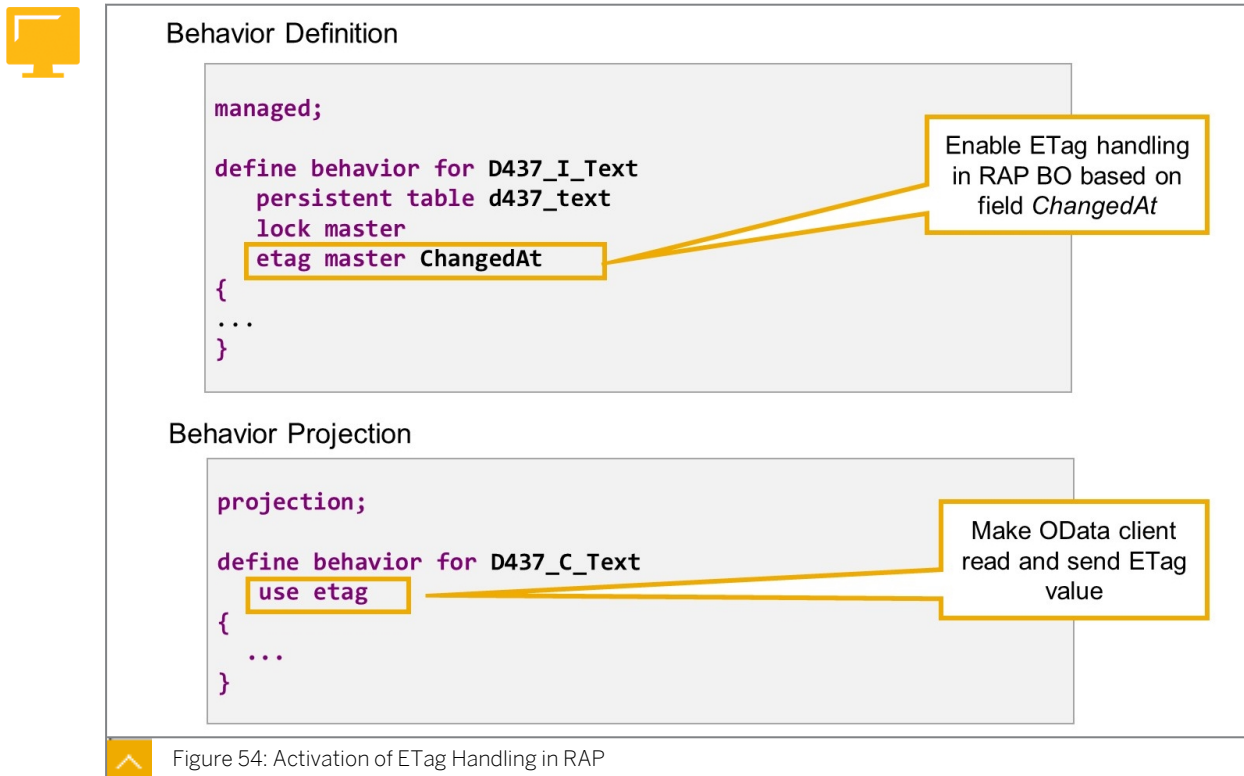 Behavior Definition
managed;
define behavior for D437_I_Text
persistent table d437_text
lock master
etag master ChangedAt
{
...
}
Enable ETag handling
in RAP BO based on
field ChangedAt
Behavior Projection
projection;
define behavior for D437_C_Text
use etag
{
...
}
Make OData client
read and send ETag
value
Figure 54: Activation of ETag Handling in RAP